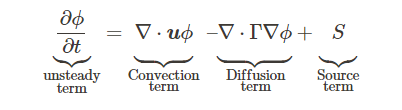 ∂ϕ/∂t = ∇ · uϕ –∇ · Γ∇ϕ + S
unsteady term Convection term Diffusion term Source term